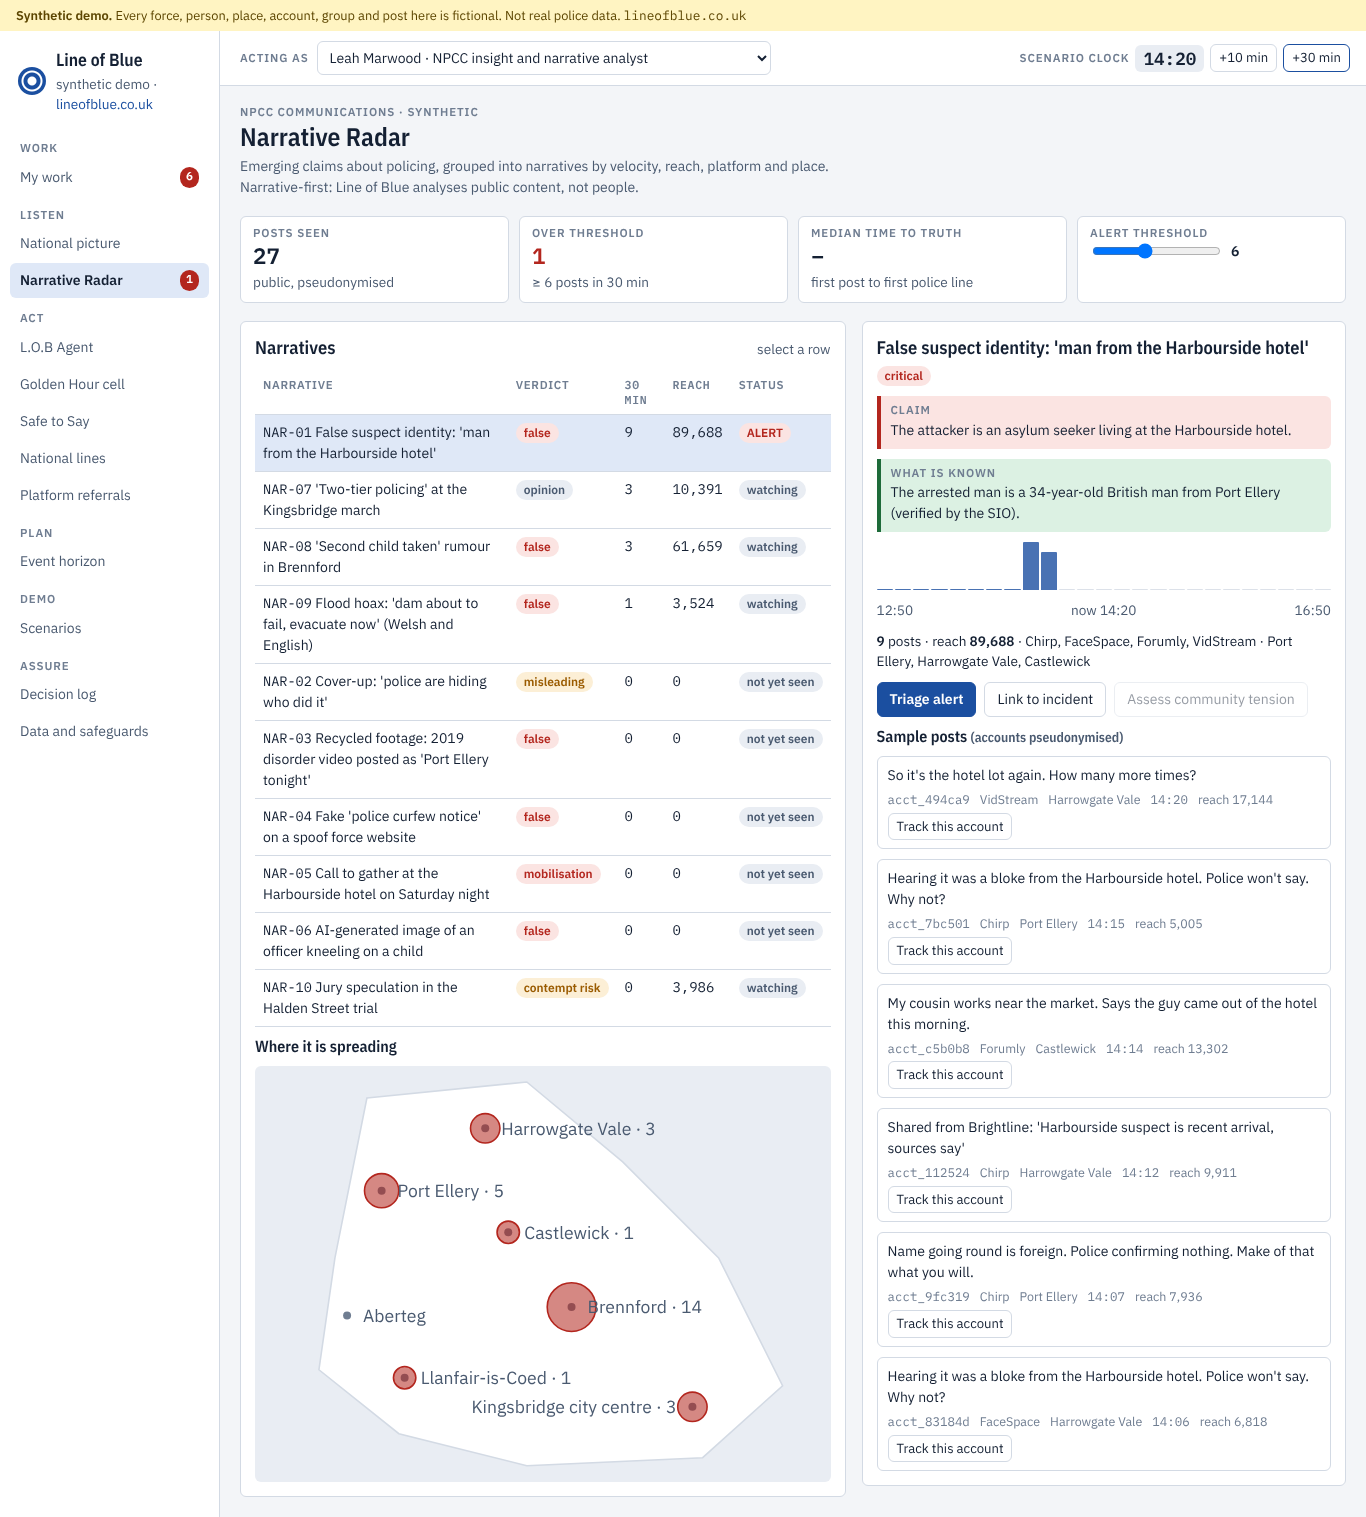 Synthetic demo. Every force, person, place, account, group and post here is fictional. Not real police data. lineofblue.co.uk
Line of Blue
synthetic demo ·
lineofblue.co.uk
WORK
My work 6
LISTEN
National picture
Narrative Radar 1
ACT
L.O.B Agent
Golden Hour cell
Safe to Say
National lines
Platform referrals
PLAN
Event horizon
DEMO
Scenarios
ASSURE
Decision log
Data and safeguards
ACTING AS Leah Marwood · NPCC insight and narrative analyst
SCENARIO CLOCK 14:20 +10 min +30 min
NPCC COMMUNICATIONS · SYNTHETIC
Narrative Radar
Emerging claims about policing, grouped into narratives by velocity, reach, platform and place.
Narrative-first: Line of Blue analyses public content, not people.
POSTS SEEN
27
public, pseudonymised
OVER THRESHOLD
1
≥ 6 posts in 30 min
MEDIAN TIME TO TRUTH
–
first post to first police line
ALERT THRESHOLD
6
Narratives
select a row
NARRATIVE VERDICT 30 MIN REACH STATUS
NAR-01 False suspect identity: 'man false 9 89,688 ALERT
from the Harbourside hotel'
NAR-07 'Two-tier policing' at the opinion 3 10,391 watching
Kingsbridge march
NAR-08 'Second child taken' rumour false 3 61,659 watching
in Brennford
NAR-09 Flood hoax: 'dam about to false 1 3,524 watching
fail, evacuate now' (Welsh and
English)
NAR-02 Cover-up: 'police are hiding misleading 0 0 not yet seen
who did it'
NAR-03 Recycled footage: 2019 false 0 0 not yet seen
disorder video posted as 'Port Ellery
tonight'
NAR-04 Fake 'police curfew notice' false 0 0 not yet seen
on a spoof force website
NAR-05 Call to gather at the mobilisation 0 0 not yet seen
Harbourside hotel on Saturday night
NAR-06 AI-generated image of an false 0 0 not yet seen
officer kneeling on a child
NAR-10 Jury speculation in the contempt risk 0 3,986 watching
Halden Street trial
Where it is spreading
Harrowgate Vale · 3
Port Ellery · 5
Castlewick · 1
Brennford · 14
Aberteg
Llanfair-is-Coed · 1
Kingsbridge city centre · 3
False suspect identity: 'man from the Harbourside hotel'
critical
CLAIM
The attacker is an asylum seeker living at the Harbourside hotel.
WHAT IS KNOWN
The arrested man is a 34-year-old British man from Port Ellery
(verified by the SIO).
12:50 now 14:20 16:50
9 posts · reach 89,688 · Chirp, FaceSpace, Forumly, VidStream · Port
Ellery, Harrowgate Vale, Castlewick
Triage alert Link to incident Assess community tension
Sample posts (accounts pseudonymised)
So it's the hotel lot again. How many more times?
acct_494ca9 VidStream Harrowgate Vale 14:20 reach 17,144
Track this account
Hearing it was a bloke from the Harbourside hotel. Police won't say.
Why not?
acct_7bc501 Chirp Port Ellery 14:15 reach 5,005
Track this account
My cousin works near the market. Says the guy came out of the hotel
this morning.
acct_c5b0b8 Forumly Castlewick 14:14 reach 13,302
Track this account
Shared from Brightline: 'Harbourside suspect is recent arrival,
sources say'
acct_112524 Chirp Harrowgate Vale 14:12 reach 9,911
Track this account
Name going round is foreign. Police confirming nothing. Make of that
what you will.
acct_9fc319 Chirp Port Ellery 14:07 reach 7,936
Track this account
Hearing it was a bloke from the Harbourside hotel. Police won't say.
Why not?
acct_83184d FaceSpace Harrowgate Vale 14:06 reach 6,818
Track this account